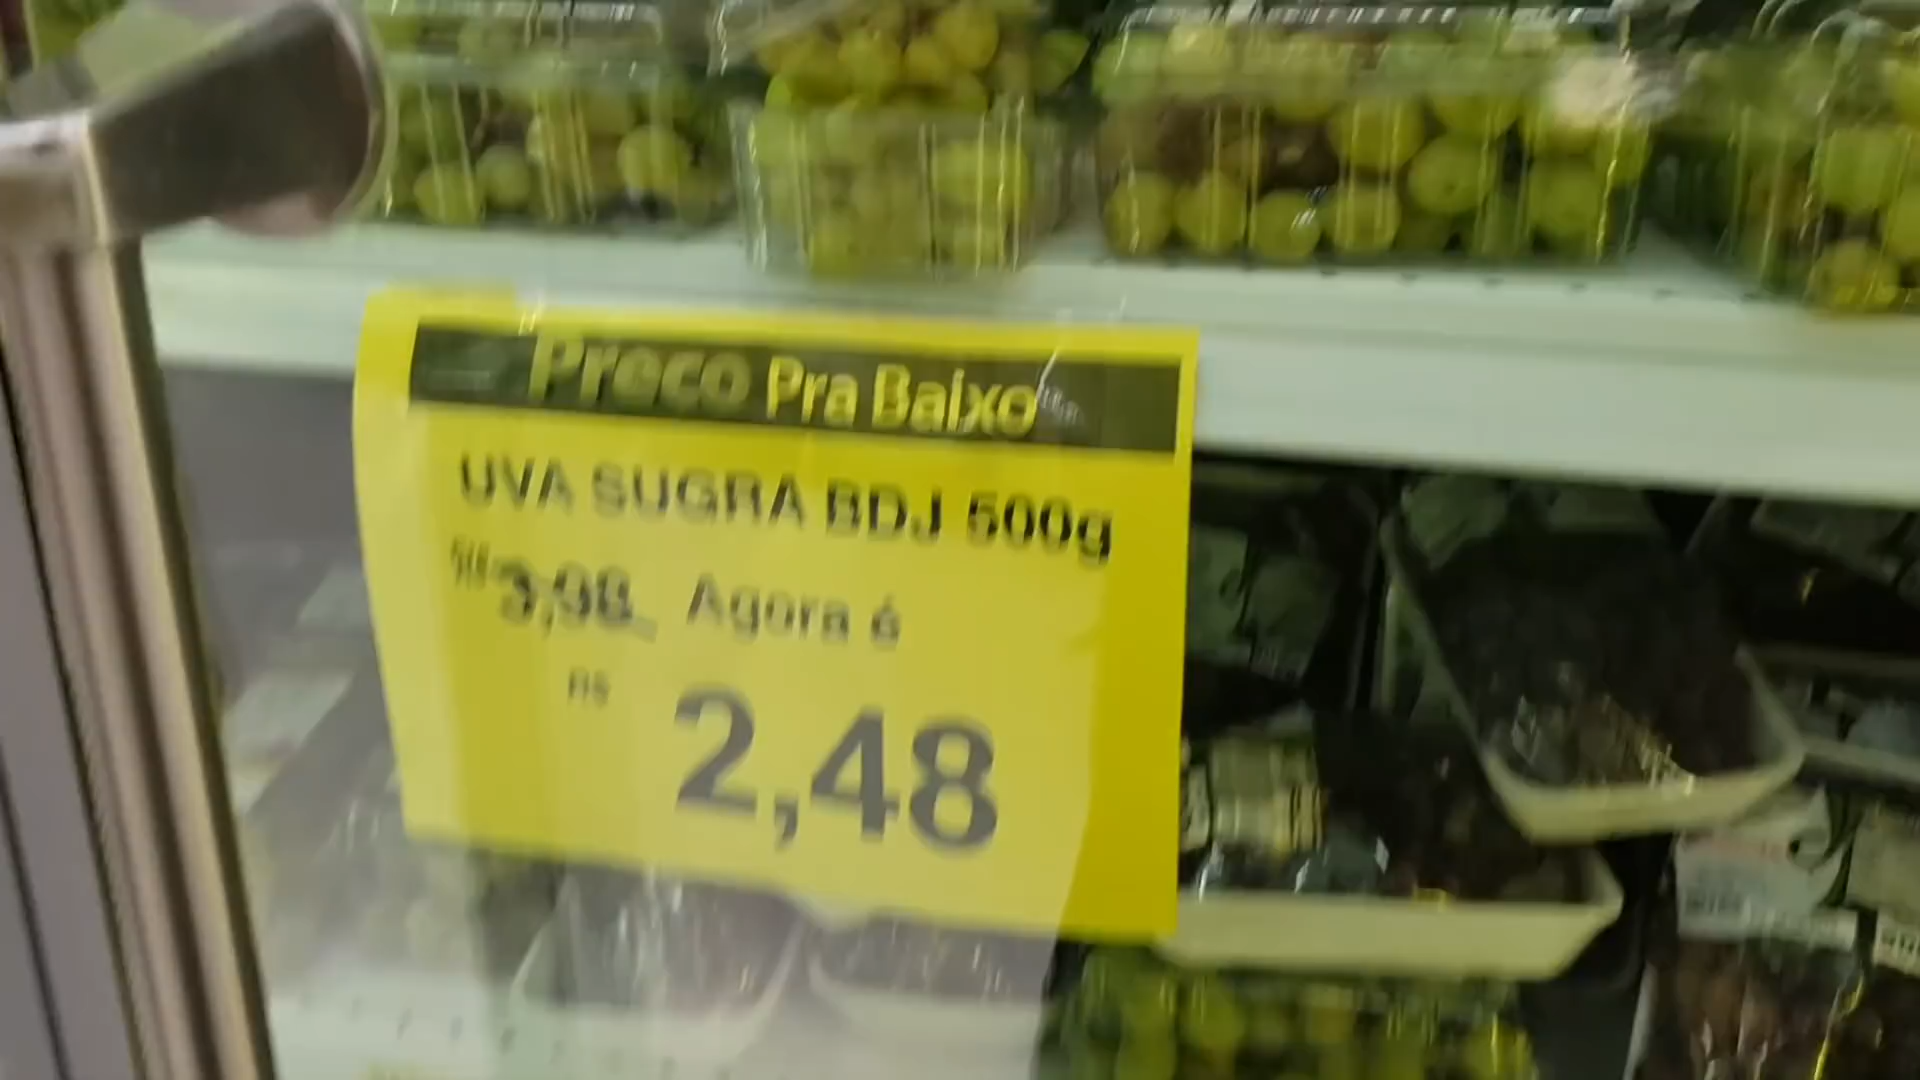 Preço Pra Baixo
UVA SUGRA BDJ 500g
R$ 3,98 Agora é
R$ 2,48